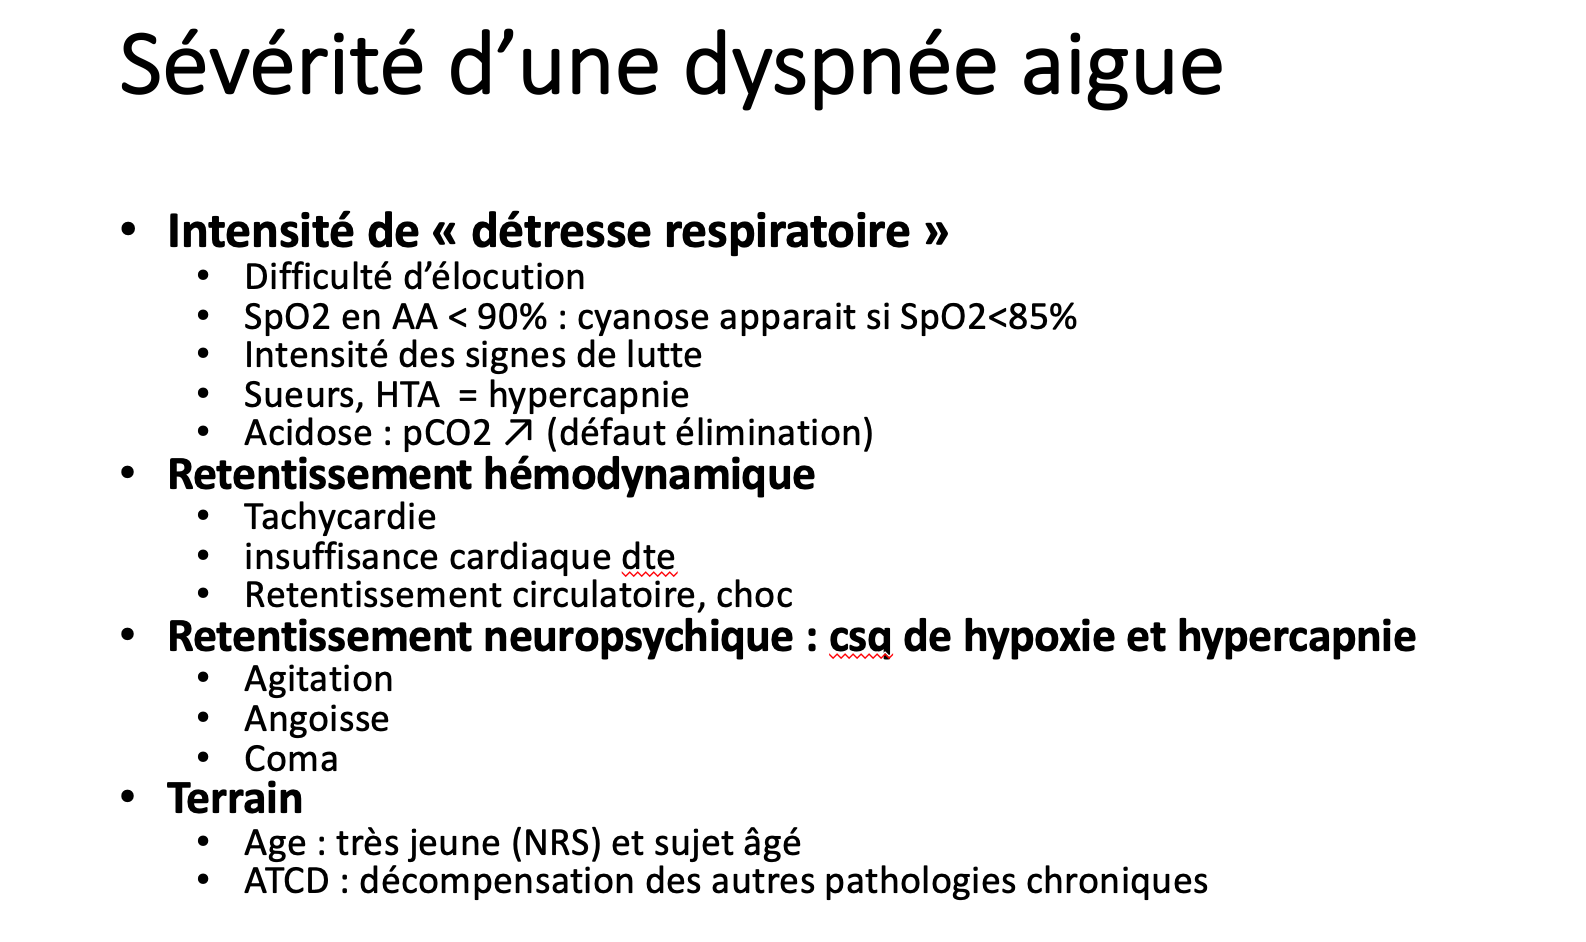 Sévérité d’une dyspnée aigue
• Intensité de « détresse respiratoire »
• Difficulté d’élocution
• SpO2 en AA < 90% : cyanose apparait si SpO2<85%
• Intensité des signes de lutte
• Sueurs, HTA  = hypercapnie
• Acidose : pCO2 ↗ (défaut élimination)
• Retentissement hémodynamique
• Tachycardie
• insuffisance cardiaque dte
• Retentissement circulatoire, choc
• Retentissement neuropsychique : csq de hypoxie et hypercapnie
• Agitation
• Angoisse
• Coma
• Terrain
• Age : très jeune (NRS) et sujet âgé
• ATCD : décompensation des autres pathologies chroniques